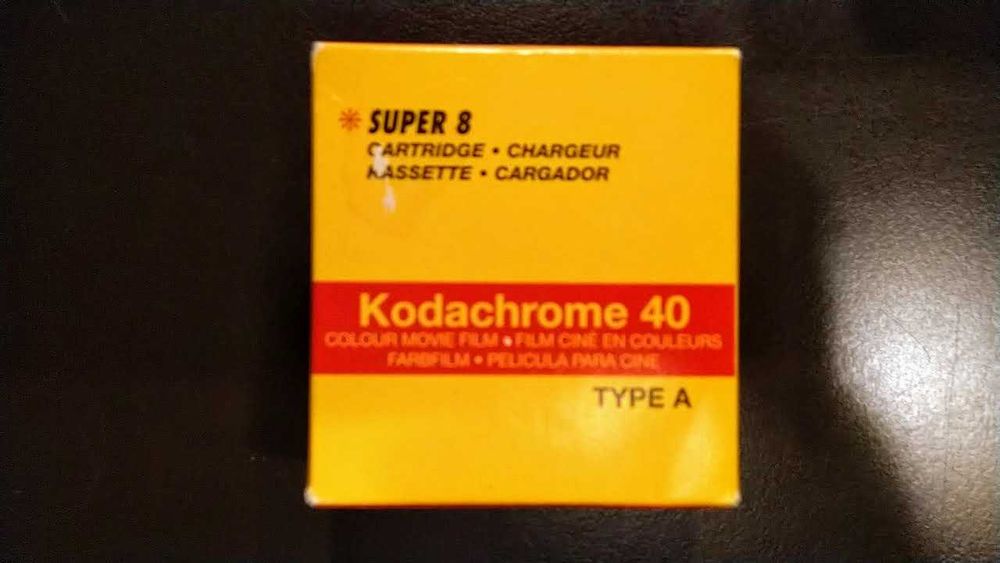 SUPER 8
CARTRIDGE • CHARGEUR
KASSETTE • CARGADOR
Kodachrome 40
COLOUR MOVIE FILM • FILM CINÉ EN COULEURS
FARBFILM • PELICULA PARA CINE
TYPE A